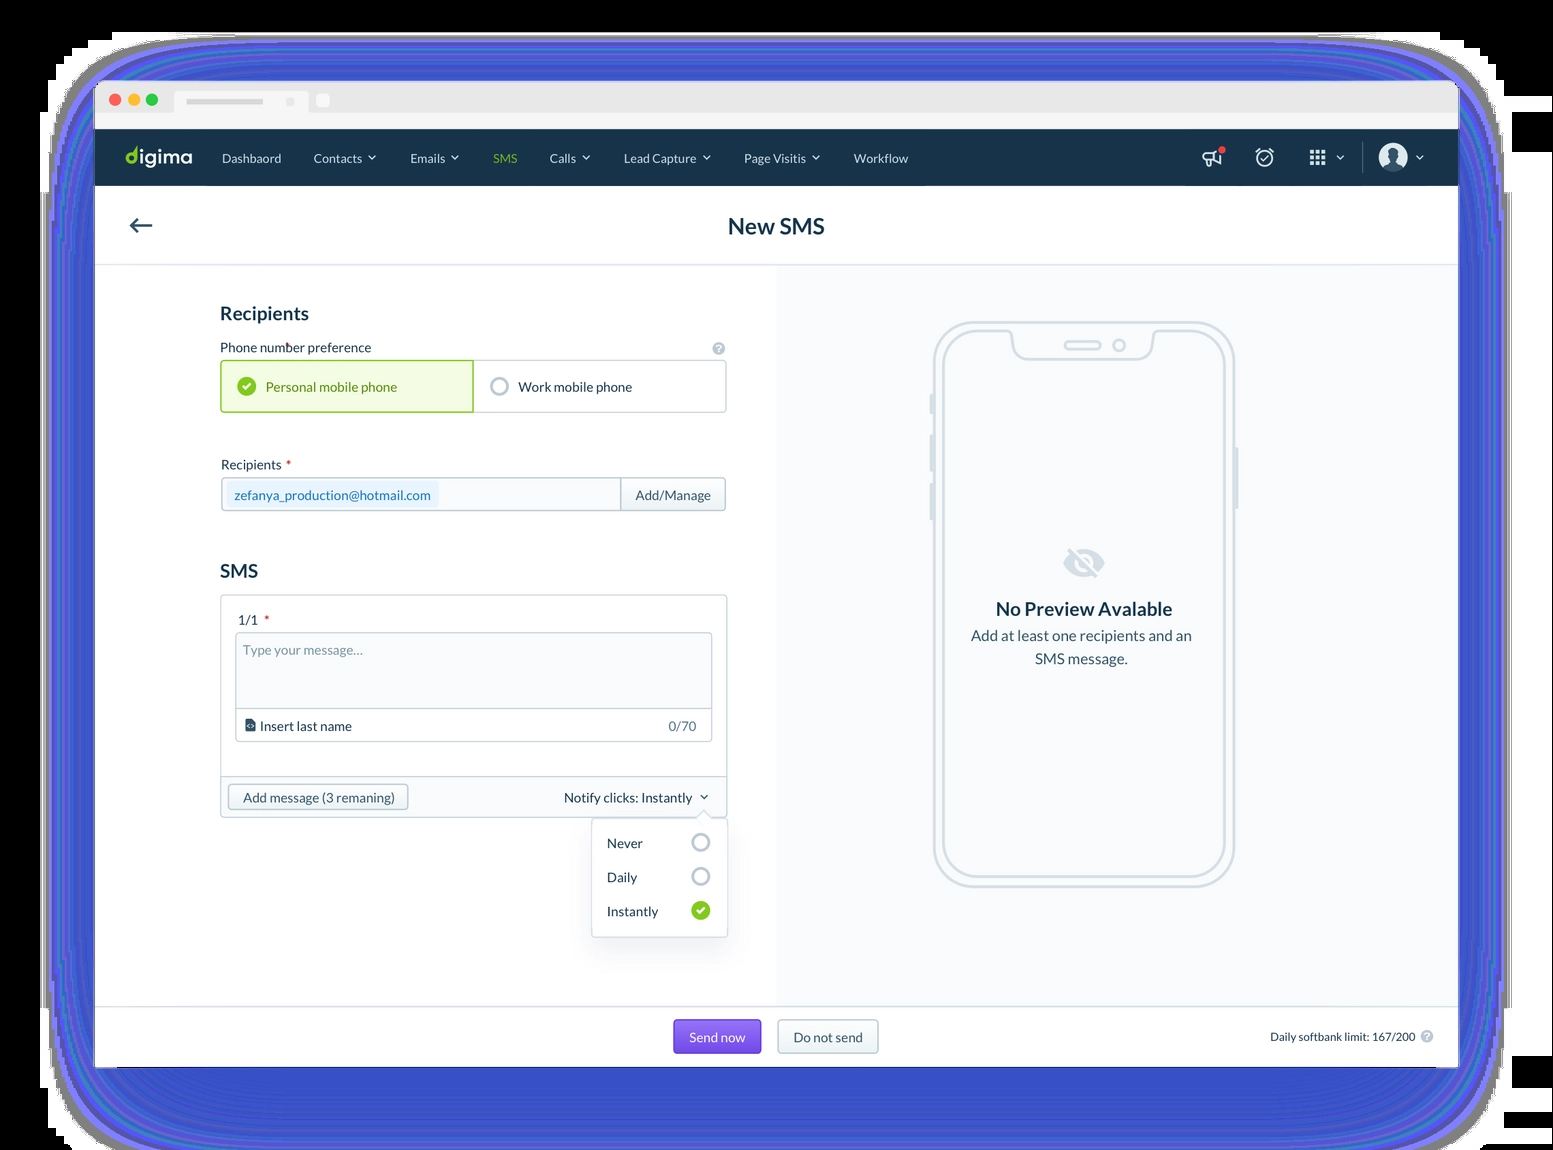 digima Dashbaord Contacts Emails SMS Calls Lead Capture Page Visitis Workflow
New SMS
Recipients
Phone number preference ?
Personal mobile phone Work mobile phone
Recipients *
zefanya_production@hotmail.com Add/Manage
SMS
1/1 *
Type your message...
Insert last name 0/70
Add message (3 remaning) Notify clicks: Instantly
Never
Daily
Instantly
No Preview Avalable
Add at least one recipients and an
SMS message.
Send now Do not send Daily softbank limit: 167/200 ?